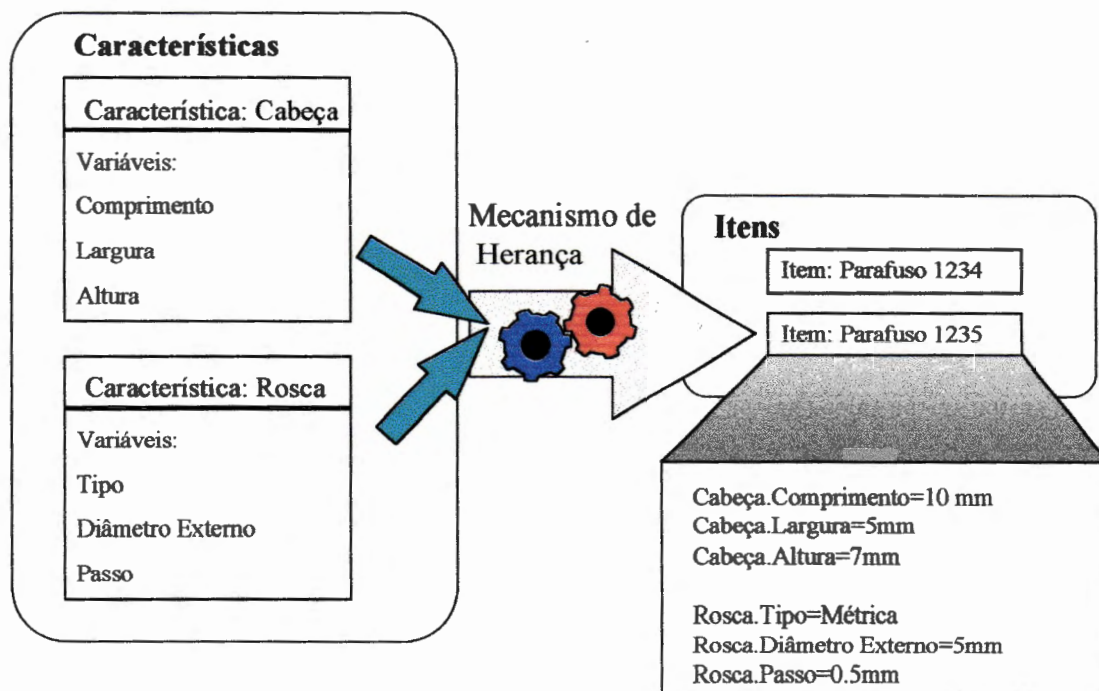 Características
Característica: Cabeça
Variáveis:
Comprimento
Largura
Altura
Característica: Rosca
Variáveis:
Tipo
Diâmetro Externo
Passo
Mecanismo de
Herança
Itens
Item: Parafuso 1234
Item: Parafuso 1235
Cabeça.Comprimento=10 mm
Cabeça.Largura=5mm
Cabeça.Altura=7mm
Rosca.Tipo=Métrica
Rosca.Diâmetro Externo=5mm
Rosca.Passo=0.5mm